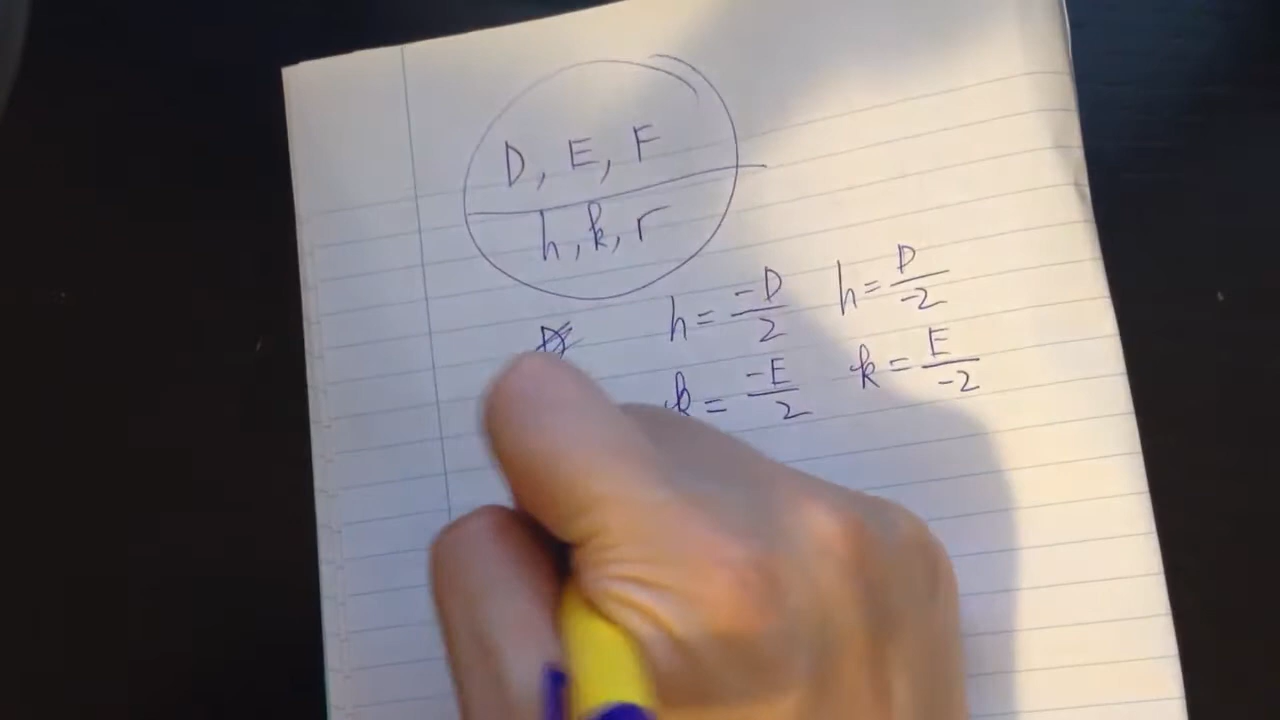 D, E, F
h, k, r
h = -D/2 h = D/-2
k = -E/2 k = E/-2